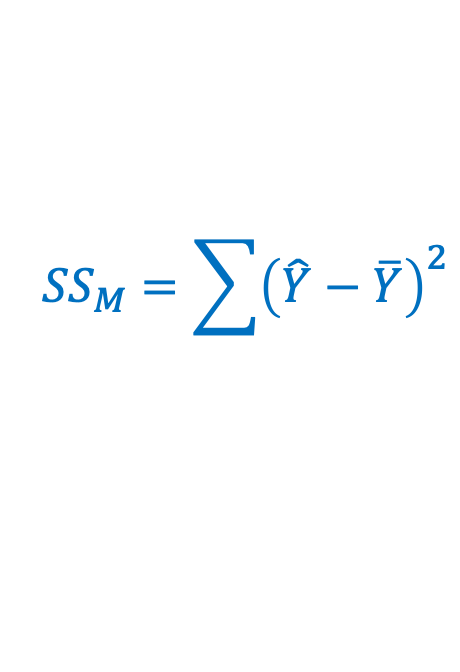 SS_M = ∑(Ŷ − Ȳ)²